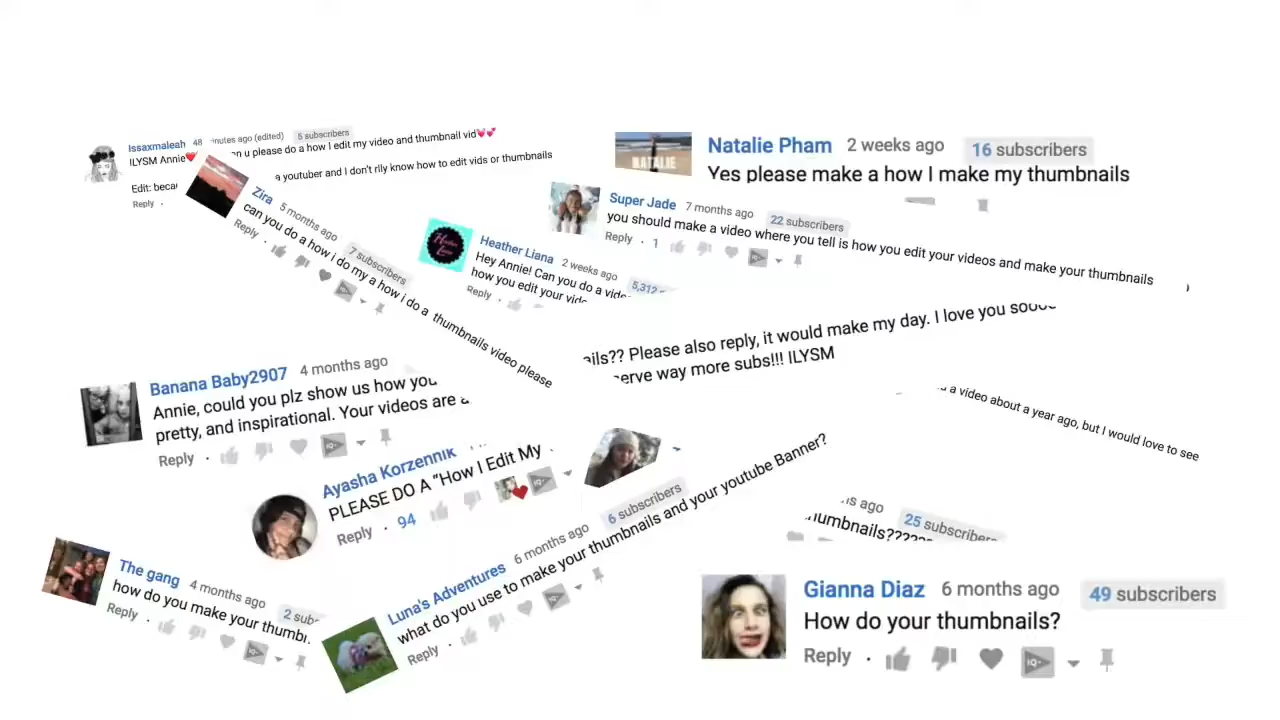 Issaxmaleah 48 minutes ago (edited) 5 subscribers
ILYSM Annie❤ u please do a how I edit my video and thumbnail vid💕💕
Edit: a youtuber and I don't rlly know how to edit vids or thumbnails
Reply
Zira 5 months ago 7 subscribers
can you do a how i do my a how i do a thumbnails video please
Reply
NATALIE
Natalie Pham 2 weeks ago 16 subscribers
Yes please make a how I make my thumbnails
Super Jade 7 months ago 22 subscribers
you should make a video where you tell is how you edit your videos and make your thumbnails
Reply 1
Heather Liana 2 weeks ago 5,312
Hey Annie! Can you do a
how you edit your
Reply
Please also reply, it would make my day. I love you
way more subs!!! ILYSM
Banana Baby2907 4 months ago
Annie, could you plz show us how you
pretty, and inspirational. Your videos are
Reply
a video about a year ago, but I would love to see
Ayasha Korzennik
PLEASE DO A "How I Edit My
Reply 94
Luna's Adventures 6 months ago 6 subscribers
what do you use to make your thumbnails and your youtube Banner?
Reply
ago 25 subscribers
The gang 4 months ago 2
how do you make your
Reply
Gianna Diaz 6 months ago 49 subscribers
How do your thumbnails?
Reply